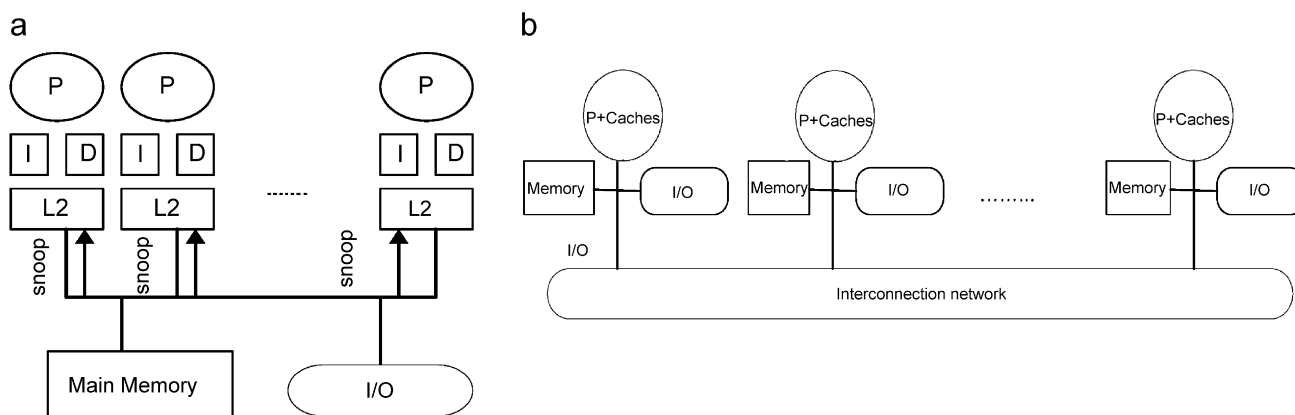 a
P P P
I D I D I D
L2 L2 L2
snoop snoop snoop
Main Memory
I/O
b
P+Caches P+Caches P+Caches
Memory I/O Memory I/O Memory I/O
I/O
Interconnection network